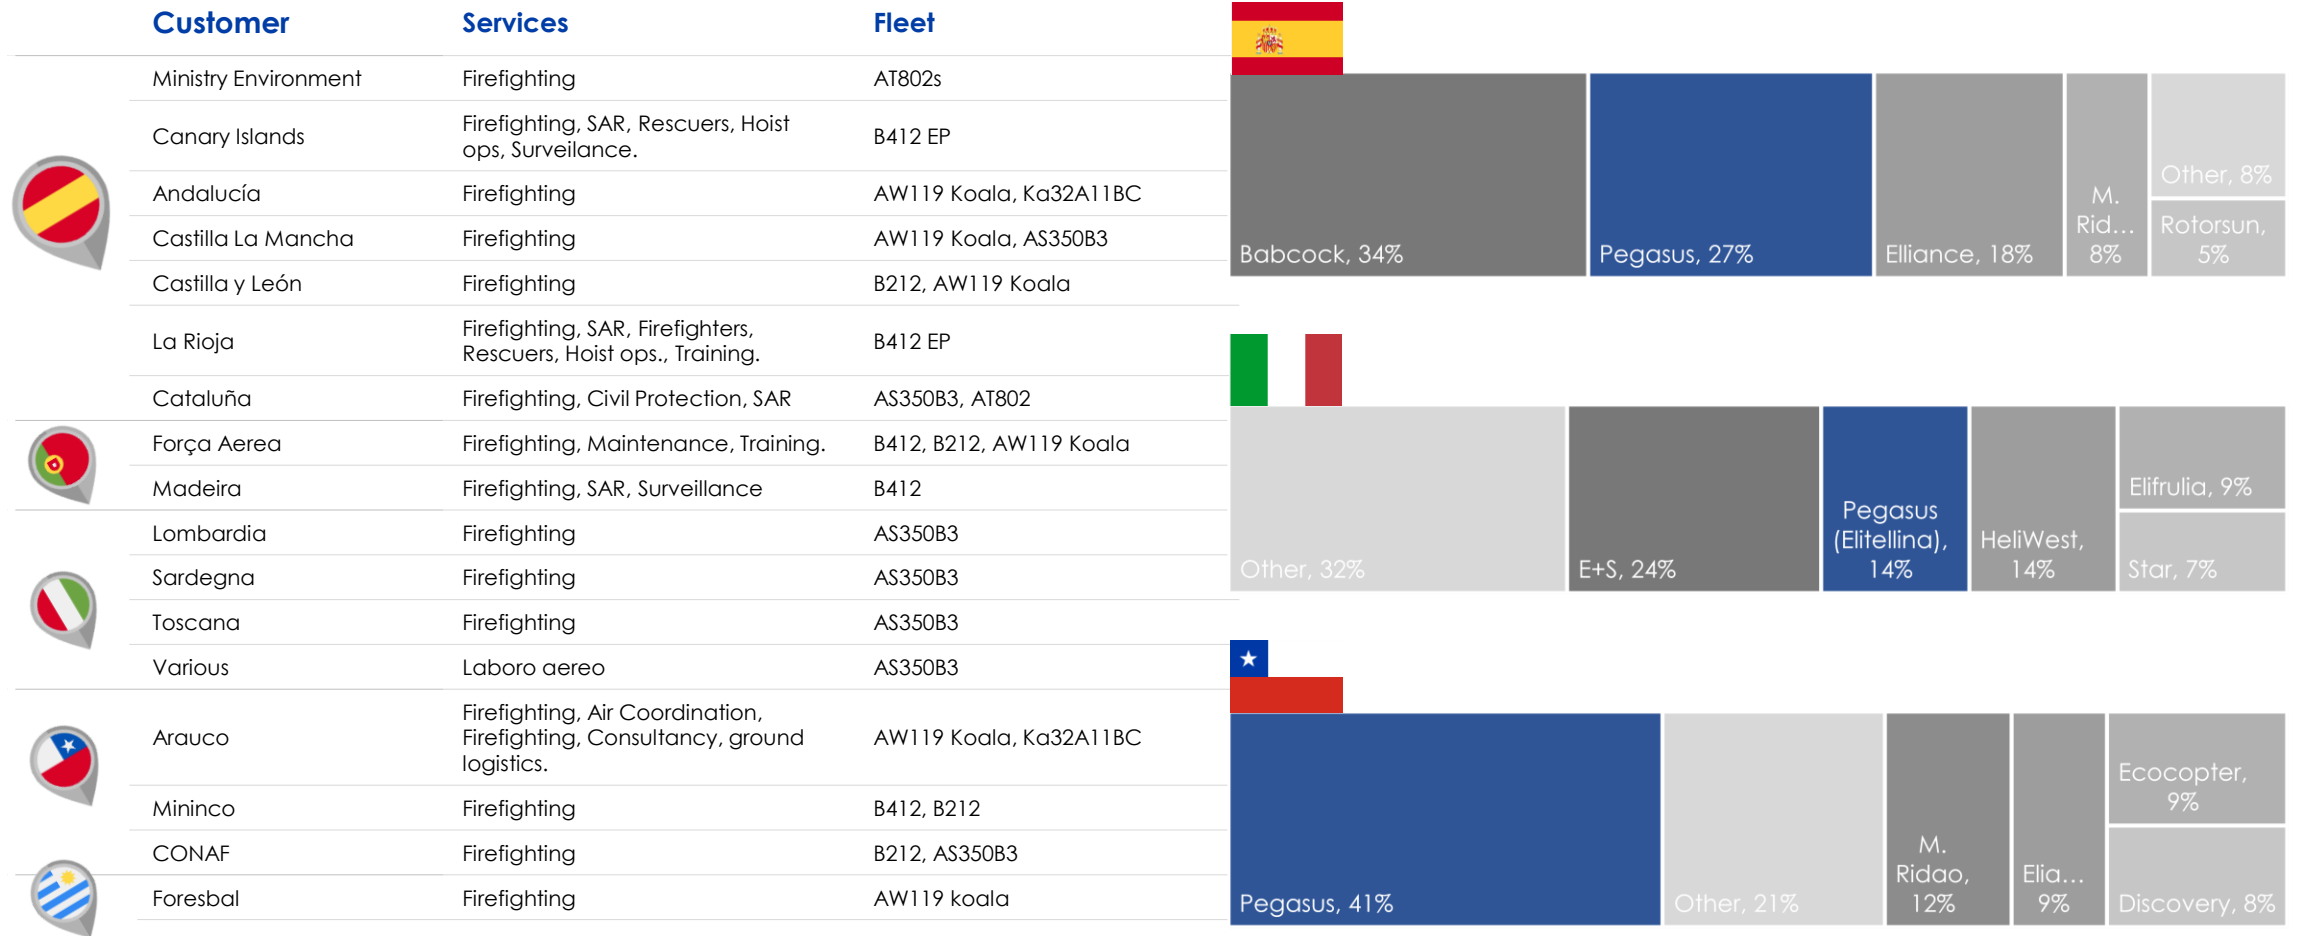 Customer Services Fleet
Ministry Environment Firefighting AT802s
Canary Islands Firefighting, SAR, Rescuers, Hoist
ops, Surveilance. B412 EP
Andalucía Firefighting AW119 Koala, Ka32A11BC
Castilla La Mancha Firefighting AW119 Koala, AS350B3
Castilla y León Firefighting B212, AW119 Koala
La Rioja Firefighting, SAR, Firefighters,
Rescuers, Hoist ops., Training. B412 EP
Cataluña Firefighting, Civil Protection, SAR AS350B3, AT802
Força Aerea Firefighting, Maintenance, Training. B412, B212, AW119 Koala
Madeira Firefighting, SAR, Surveillance B412
Lombardia Firefighting AS350B3
Sardegna Firefighting AS350B3
Toscana Firefighting AS350B3
Various Laboro aereo AS350B3
Arauco Firefighting, Air Coordination,
Firefighting, Consultancy, ground
logistics. AW119 Koala, Ka32A11BC
Mininco Firefighting B412, B212
CONAF Firefighting B212, AS350B3
Foresbal Firefighting AW119 koala
Babcock, 34%
Pegasus, 27%
Elliance, 18%
M.
Rid...
8%
Other, 8%
Rotorsun,
5%
Other, 32%
E+S, 24%
Pegasus
(Elitellina),
14%
HeliWest,
14%
Elifrulia, 9%
Star, 7%
Pegasus, 41%
Other, 21%
M.
Ridao,
12%
Elia...
9%
Ecocopter,
9%
Discovery, 8%